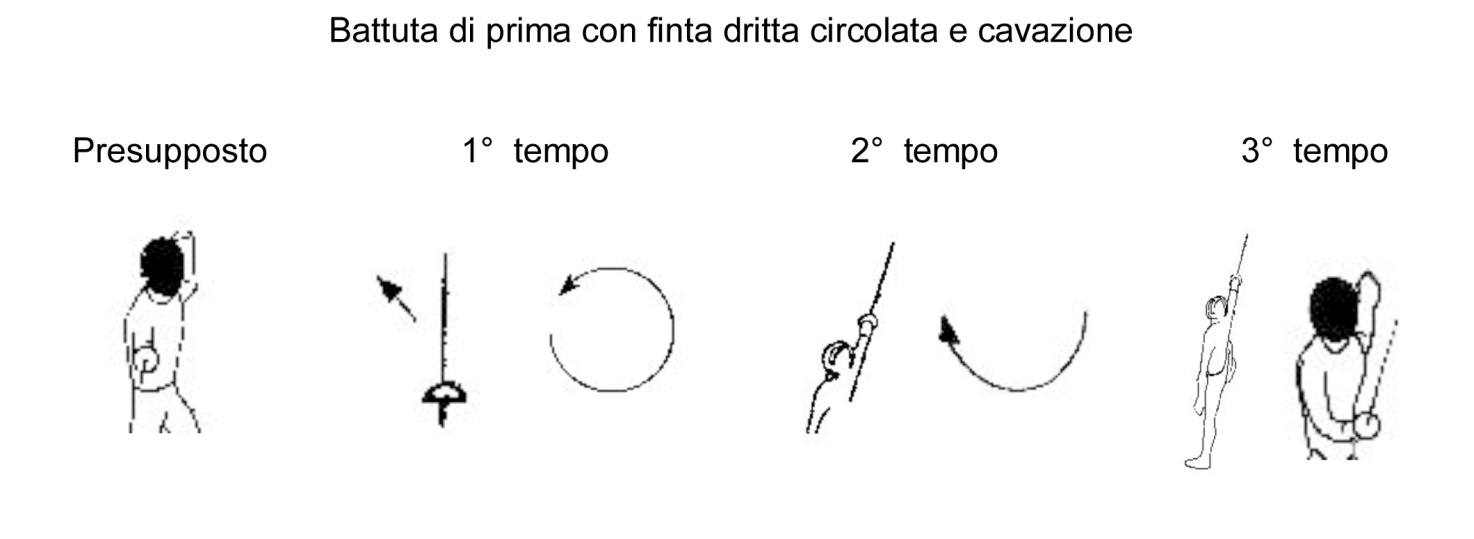 Battuta di prima con finta dritta circolata e cavazione
Presupposto 1° tempo 2° tempo 3° tempo